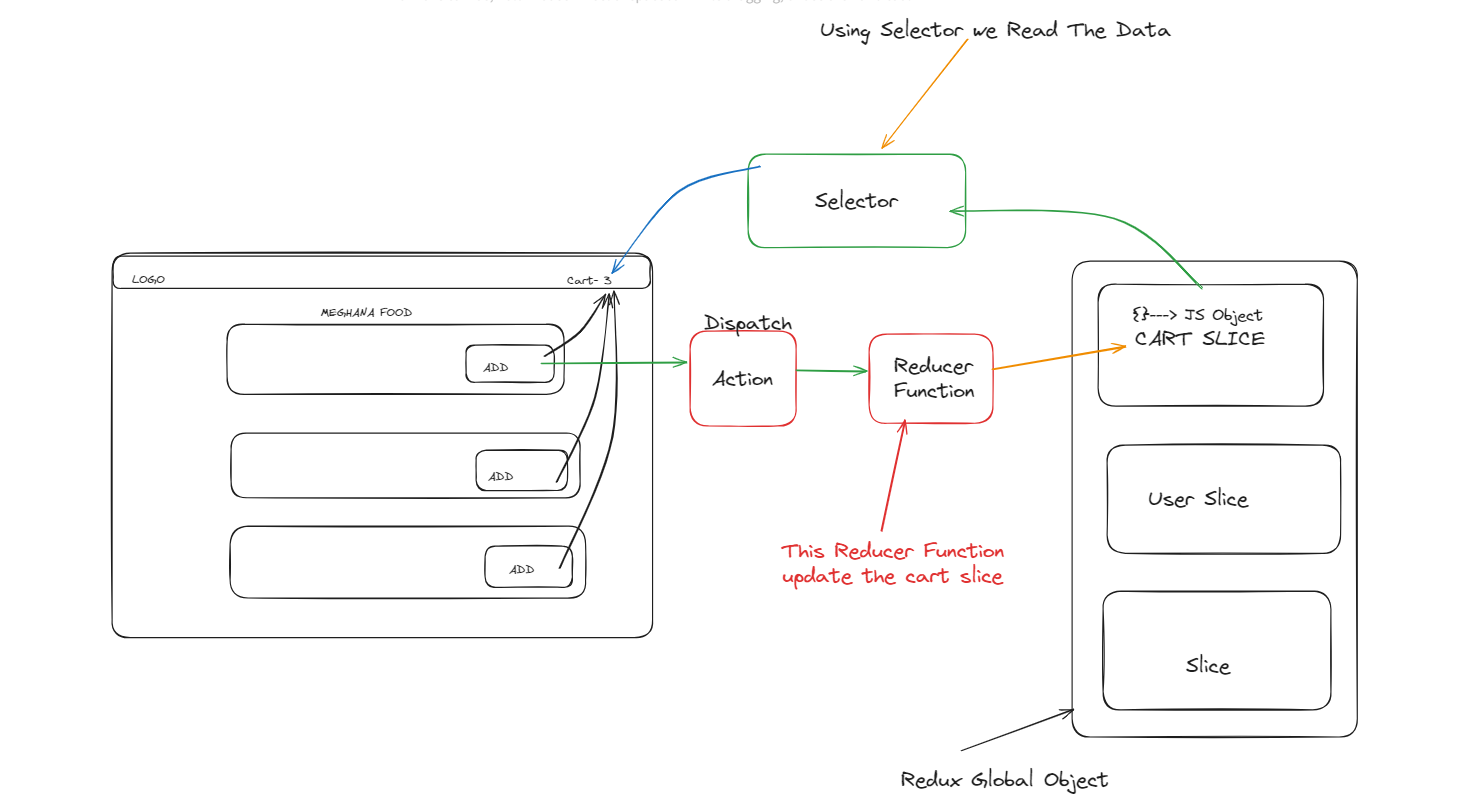 Using Selector we Read The Data
Selector
LOGO
Cart- 3
MEGHANA FOOD
ADD
ADD
ADD
Dispatch
Action
Reducer
Function
This Reducer Function
update the cart slice
{}---> JS Object
CART SLICE
User Slice
Slice
Redux Global Object